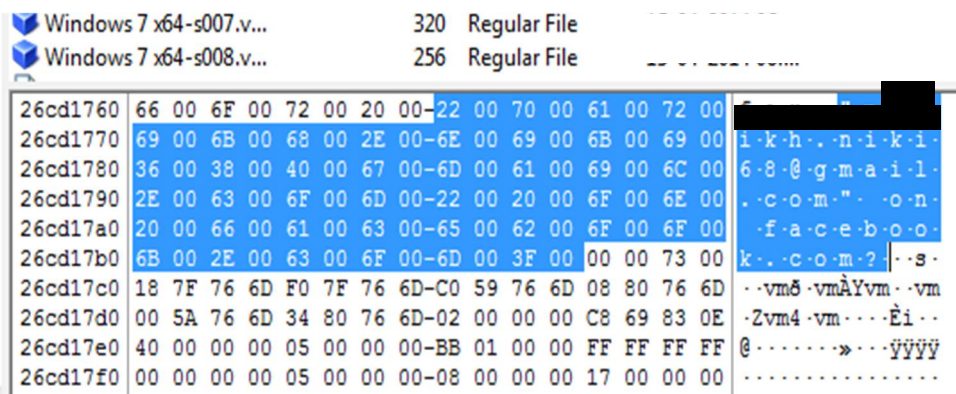 Windows 7 x64-s007.v... 320 Regular File
Windows 7 x64-s008.v... 256 Regular File
26cd1760 66 00 6F 00 72 00 20 00-22 00 70 00 61 00 72 00
26cd1770 69 00 6B 00 68 00 2E 00-6E 00 69 00 6B 00 69 00 i·k·h·.·n·i·k·i·
26cd1780 36 00 38 00 40 00 67 00-6D 00 61 00 69 00 6C 00 6·8·@·g·m·a·i·l·
26cd1790 2E 00 63 00 6F 00 6D 00-22 00 20 00 6F 00 6E 00 .·c·o·m·"· ·o·n·
26cd17a0 20 00 66 00 61 00 63 00-65 00 62 00 6F 00 6F 00 ·f·a·c·e·b·o·o·
26cd17b0 6B 00 2E 00 63 00 6F 00-6D 00 3F 00 00 00 73 00 k·.·c·o·m·?···s·
26cd17c0 18 7F 76 6D F0 7F 76 6D-C0 59 76 6D 08 80 76 6D ··vmð·vmÀYvm··vm
26cd17d0 00 5A 76 6D 34 80 76 6D-02 00 00 00 C8 69 83 0E ·Zvm4·vm····Èi··
26cd17e0 40 00 00 00 05 00 00 00-BB 01 00 00 FF FF FF FF @·······»···ÿÿÿÿ
26cd17f0 00 00 00 00 05 00 00 00-08 00 00 00 17 00 00 00 ················